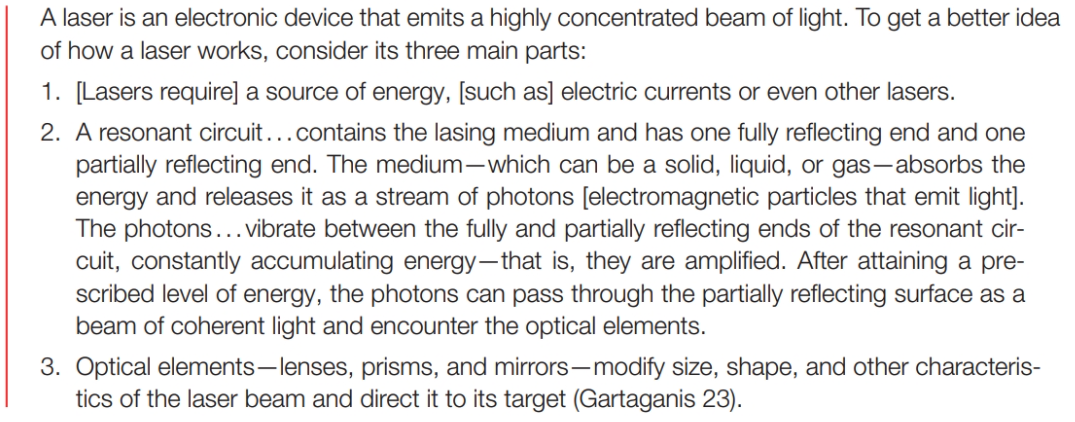 A laser is an electronic device that emits a highly concentrated beam of light. To get a better idea
of how a laser works, consider its three main parts:
1. [Lasers require] a source of energy, [such as] electric currents or even other lasers.
2. A resonant circuit...contains the lasing medium and has one fully reflecting end and one
partially reflecting end. The medium—which can be a solid, liquid, or gas—absorbs the
energy and releases it as a stream of photons [electromagnetic particles that emit light].
The photons...vibrate between the fully and partially reflecting ends of the resonant cir-
cuit, constantly accumulating energy—that is, they are amplified. After attaining a pre-
scribed level of energy, the photons can pass through the partially reflecting surface as a
beam of coherent light and encounter the optical elements.
3. Optical elements—lenses, prisms, and mirrors—modify size, shape, and other characteris-
tics of the laser beam and direct it to its target (Gartaganis 23).